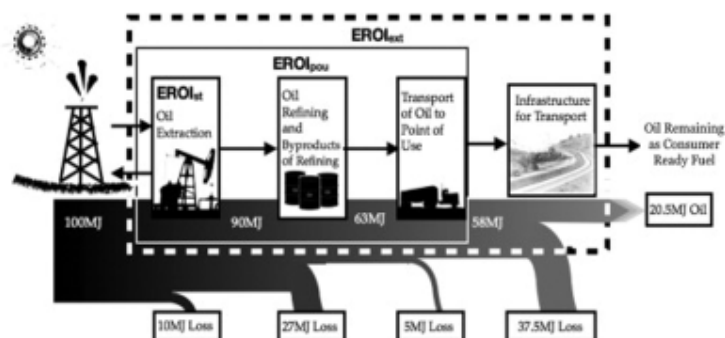 EROIext
EROIpou
EROIst
Oil
Extraction
Oil
Refining
and
Byproducts
of Refining
Transport
of Oil to
Point of
Use
Infrastructure
for Transport
Oil Remaining
as Consumer
Ready Fuel
100MJ
90MJ
63MJ
58MJ
20.5MJ Oil
10MJ Loss
27MJ Loss
5MJ Loss
37.5MJ Loss